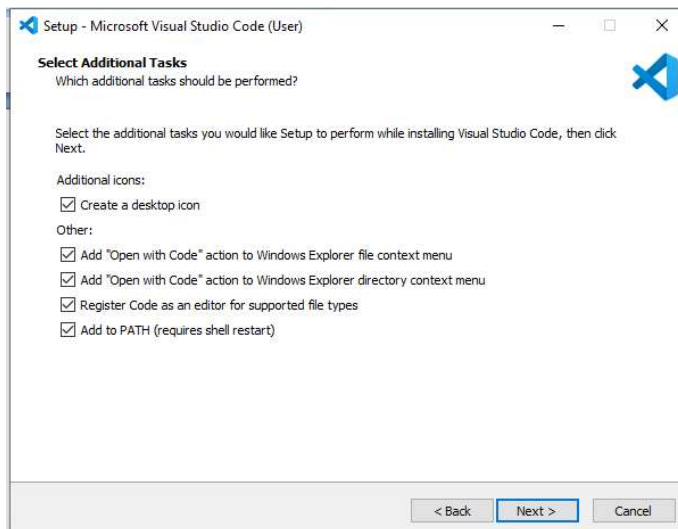 Setup - Microsoft Visual Studio Code (User)
Select Additional Tasks
Which additional tasks should be performed?
Select the additional tasks you would like Setup to perform while installing Visual Studio Code, then click
Next.
Additional icons:
Create a desktop icon
Other:
Add "Open with Code" action to Windows Explorer file context menu
Add "Open with Code" action to Windows Explorer directory context menu
Register Code as an editor for supported file types
Add to PATH (requires shell restart)
< Back Next > Cancel